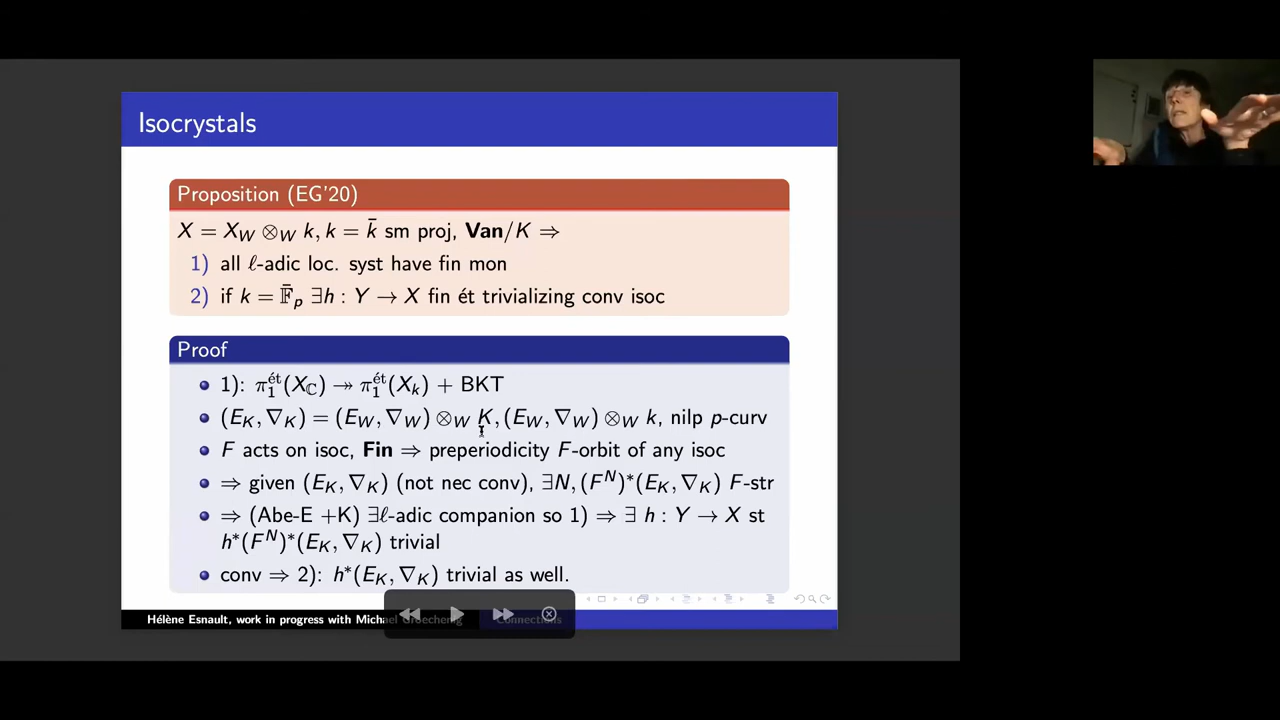 Isocrystals
Proposition (EG'20)
X = X_W ⊗_W k, k = k̄ sm proj, Van/K ⇒
1) all ℓ-adic loc. syst have fin mon
2) if k = F̄_p ∃h : Y → X fin ét trivializing conv isoc
Proof
1): π₁^ét(X_ℂ) ↠ π₁^ét(X_k) + BKT
(E_K, ∇_K) = (E_W, ∇_W) ⊗_W K, (E_W, ∇_W) ⊗_W k, nilp p-curv
F acts on isoc, Fin ⇒ preperiodicity F-orbit of any isoc
⇒ given (E_K, ∇_K) (not nec conv), ∃N, (F^N)*(E_K, ∇_K) F-str
⇒ (Abe-E +K) ∃ℓ-adic companion so 1) ⇒ ∃ h : Y → X st
h*(F^N)*(E_K, ∇_K) trivial
conv ⇒ 2): h*(E_K, ∇_K) trivial as well.
Hélène Esnault, work in progress with Michael Groechenig Connections